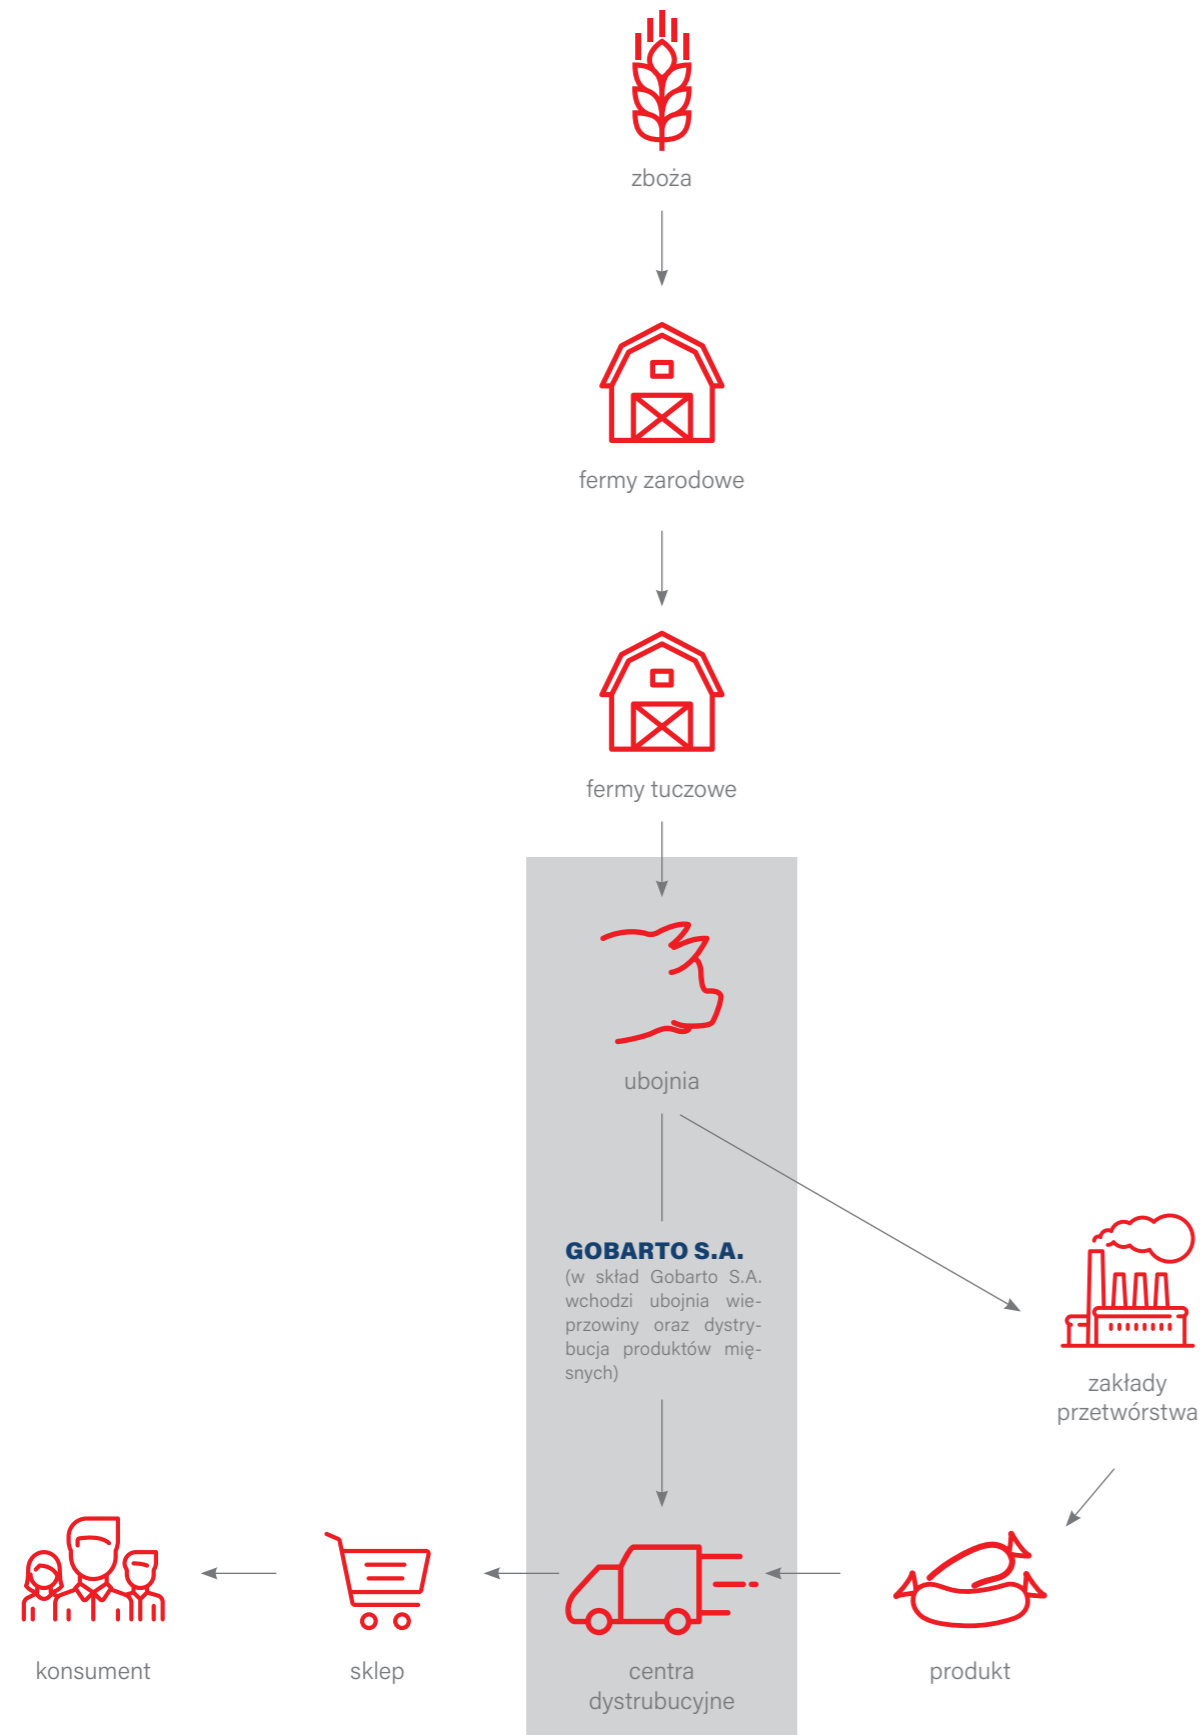 zboża
fermy zarodowe
fermy tuczowe
ubojnia
GOBARTO S.A.
(w skład Gobarto S.A.
wchodzi ubojnia wie-
przowiny oraz dystry-
bucja produktów mię-
snych)
zakłady
przetwórstwa
konsument
sklep
centra
dystrubucyjne
produkt